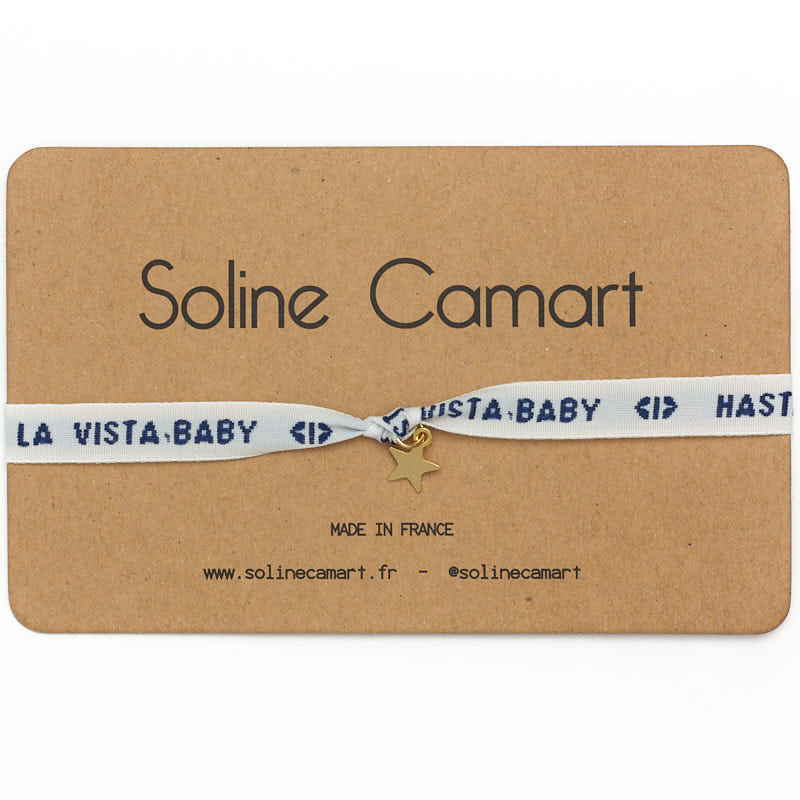 Soline Camart
LA VISTA BABY <I> VISTA BABY <I> HAST
MADE IN FRANCE
www.solinecamart.fr - @solinecamart